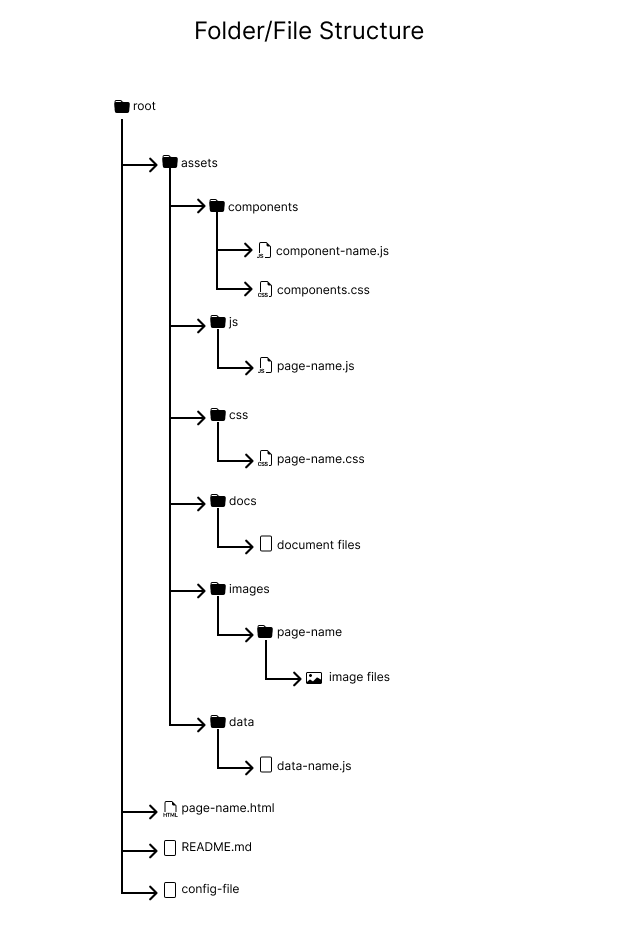 Folder/File Structure
root
assets
components
JS component-name.js
CSS components.css
js
JS page-name.js
css
CSS page-name.css
docs
document files
images
page-name
image files
data
data-name.js
HTML page-name.html
README.md
config-file